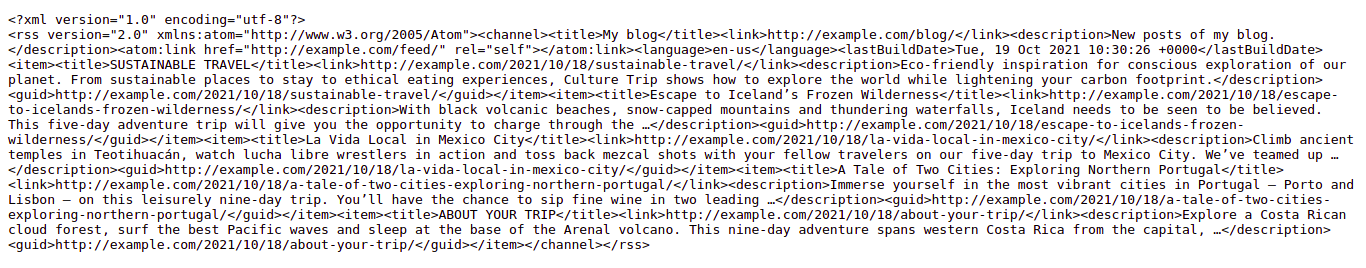 <?xml version="1.0" encoding="utf-8"?>
<rss version="2.0" xmlns:atom="http://www.w3.org/2005/Atom"><channel><title>My blog</title><link>http://example.com/blog/</link><description>New posts of my blog.
</description><atom:link href="http://example.com/feed/" rel="self"></atom:link><language>en-us</language><lastBuildDate>Tue, 19 Oct 2021 10:30:26 +0000</lastBuildDate>
<item><title>SUSTAINABLE TRAVEL</title><link>http://example.com/2021/10/18/sustainable-travel/</link><description>Eco-friendly inspiration for conscious exploration of our
planet. From sustainable places to stay to ethical eating experiences, Culture Trip shows how to explore the world while lightening your carbon footprint.</description>
<guid>http://example.com/2021/10/18/sustainable-travel/</guid></item><item><title>Escape to Iceland’s Frozen Wilderness</title><link>http://example.com/2021/10/18/escape-
to-icelands-frozen-wilderness/</link><description>With black volcanic beaches, snow-capped mountains and thundering waterfalls, Iceland needs to be seen to be believed.
This five-day adventure trip will give you the opportunity to charge through the …</description><guid>http://example.com/2021/10/18/escape-to-icelands-frozen-
wilderness/</guid></item><item><title>La Vida Local in Mexico City</title><link>http://example.com/2021/10/18/la-vida-local-in-mexico-city/</link><description>Climb ancient
temples in Teotihuacán, watch lucha libre wrestlers in action and toss back mezcal shots with your fellow travelers on our five-day trip to Mexico City. We’ve teamed up …
</description><guid>http://example.com/2021/10/18/la-vida-local-in-mexico-city/</guid></item><item><title>A Tale of Two Cities: Exploring Northern Portugal</title>
<link>http://example.com/2021/10/18/a-tale-of-two-cities-exploring-northern-portugal/</link><description>Immerse yourself in the most vibrant cities in Portugal – Porto and
Lisbon – on this leisurely nine-day trip. You’ll have the chance to sip fine wine in two leading …</description><guid>http://example.com/2021/10/18/a-tale-of-two-cities-
exploring-northern-portugal/</guid></item><item><title>ABOUT YOUR TRIP</title><link>http://example.com/2021/10/18/about-your-trip/</link><description>Explore a Costa Rican
cloud forest, surf the best Pacific waves and sleep at the base of the Arenal volcano. This nine-day adventure spans western Costa Rica from the capital, …</description>
<guid>http://example.com/2021/10/18/about-your-trip/</guid></item></channel></rss>